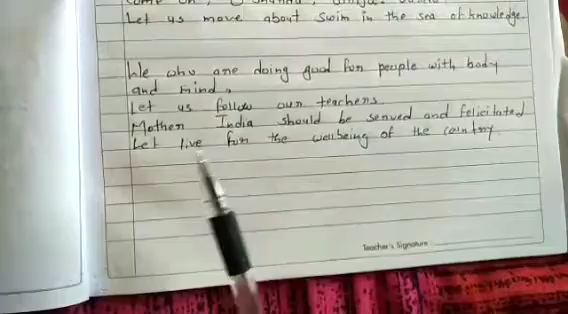 Let us move about swim in the sea of knowledge.
We who are doing good for people with body
and mind,
Let us follow our teachers.
Mother India should be served and felicitated
Let live for the wellbeing of the country.
Teacher's Signature